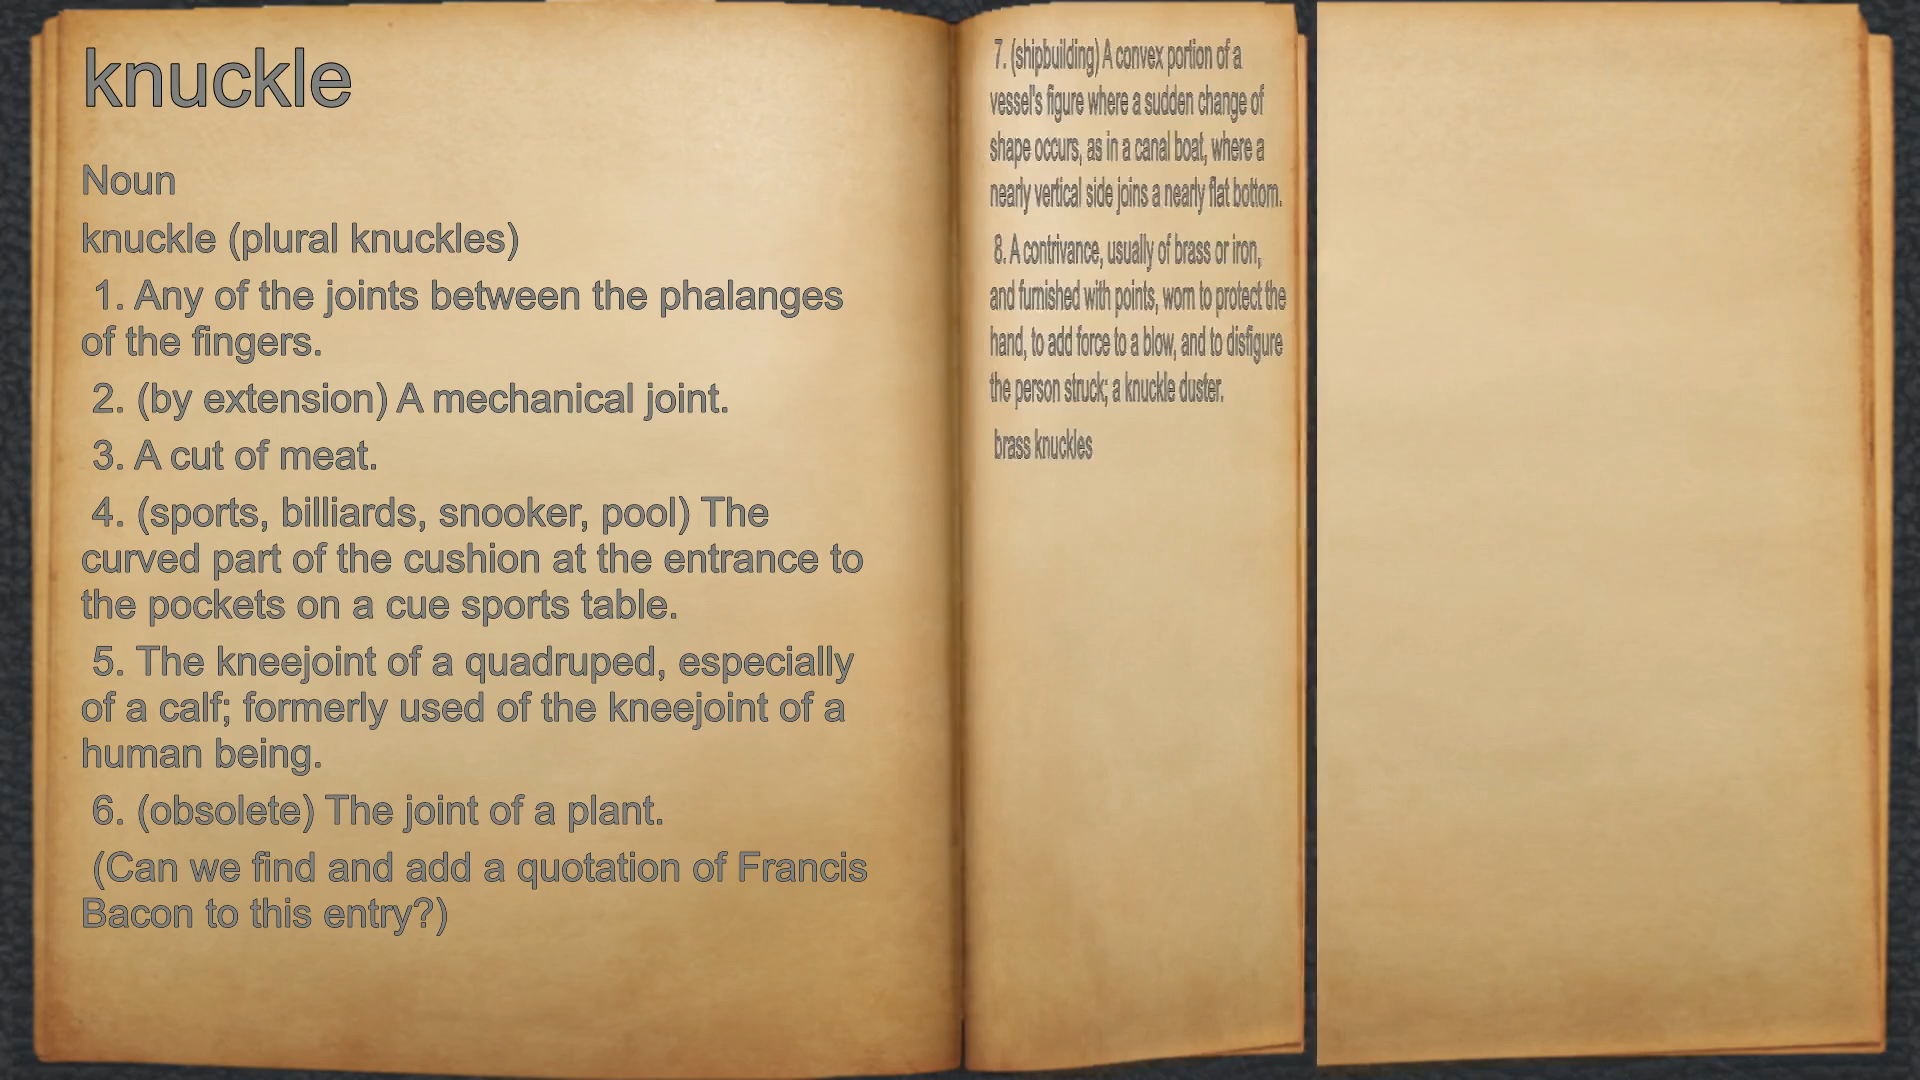 knuckle
Noun
knuckle (plural knuckles)
1. Any of the joints between the phalanges
of the fingers.
2. (by extension) A mechanical joint.
3. A cut of meat.
4. (sports, billiards, snooker, pool) The
curved part of the cushion at the entrance to
the pockets on a cue sports table.
5. The kneejoint of a quadruped, especially
of a calf; formerly used of the kneejoint of a
human being.
6. (obsolete) The joint of a plant.
(Can we find and add a quotation of Francis
Bacon to this entry?)
7. (shipbuilding) A convex portion of a
vessel's figure where a sudden change of
shape occurs, as in a canal boat, where a
nearly vertical side joins a nearly flat bottom.
8. A contrivance, usually of brass or iron,
and furnished with points, worn to protect the
hand, to add force to a blow, and to disfigure
the person struck; a knuckle duster.
brass knuckles